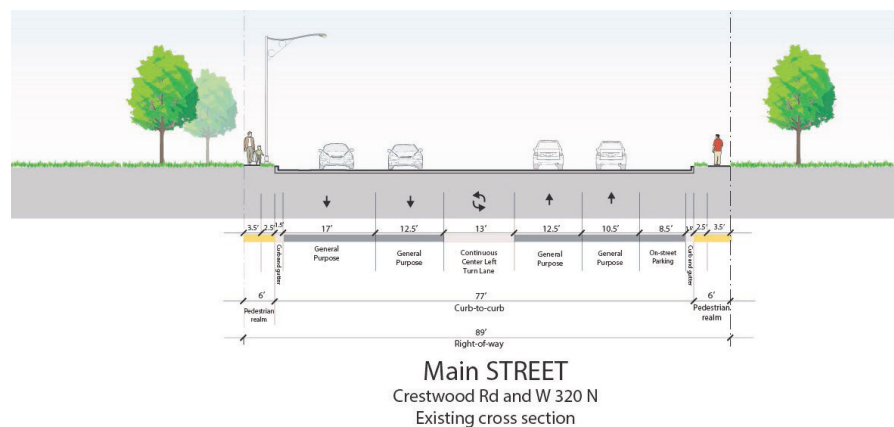 3.5' 2.5' 1.5' 17' 12.5' 13' 12.5' 10.5' 8.5' 2.5' 3.5'
Curb and gutter
General
Purpose
General
Purpose
Continuous
Center Left
Turn Lane
General
Purpose
General
Purpose
On-street
Parking
Curb and gutter
6' 77' 6'
Pedestrian
realm
Curb-to-curb
Pedestrian
realm
89'
Right-of-way
Main STREET
Crestwood Rd and W 320 N
Existing cross section